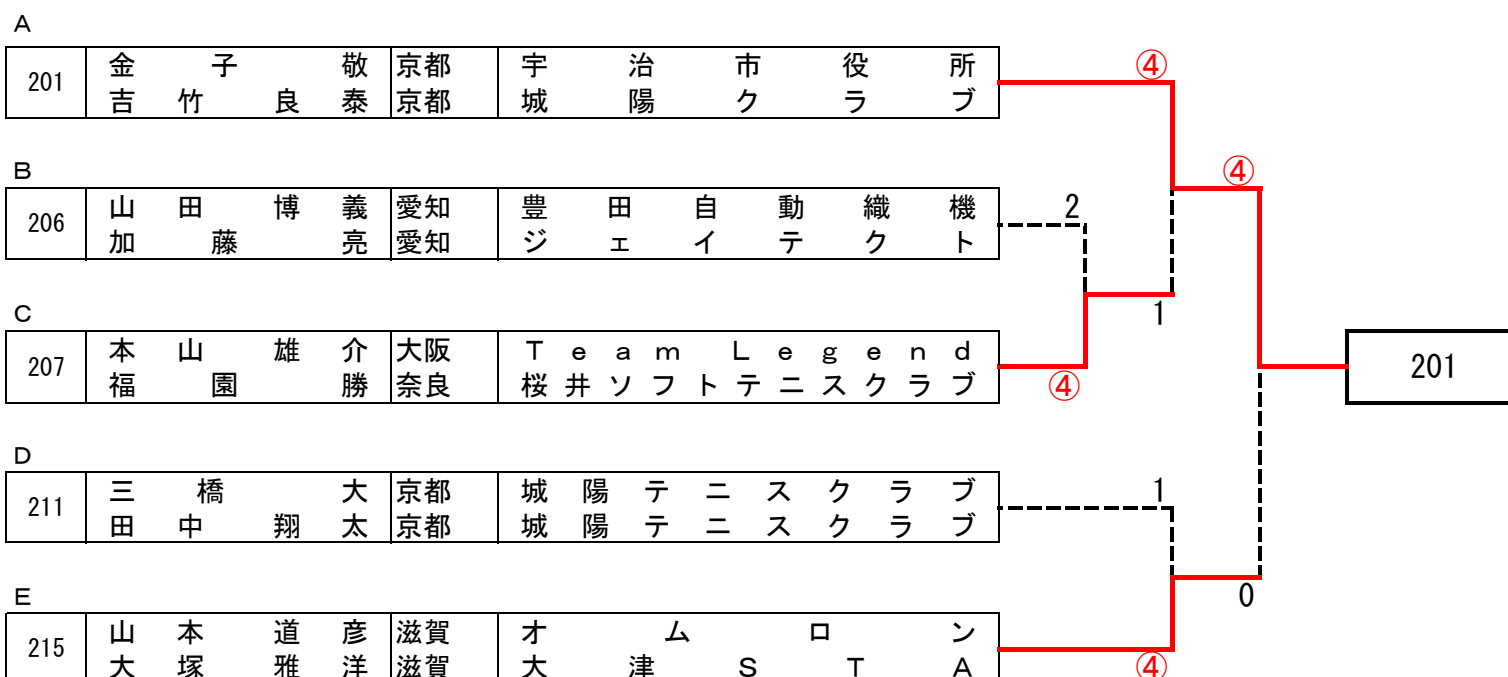 A
201 金子敬 京都 宇治市役所 ④
吉竹良泰 京都 城陽クラブ
B
④
206 山田博義 愛知 豊田自動織機 2
加藤亮 愛知 ジェイテクト
C
1
207 本山雄介 大阪 Team Legend 201
福園勝 奈良 桜井ソフトテニスクラブ ④
D
211 三橋大 京都 城陽テニスクラブ 1
田中翔太 京都 城陽テニスクラブ
E
0
215 山本道彦 滋賀 オムロン
大塚雅洋 滋賀 大津STA ④